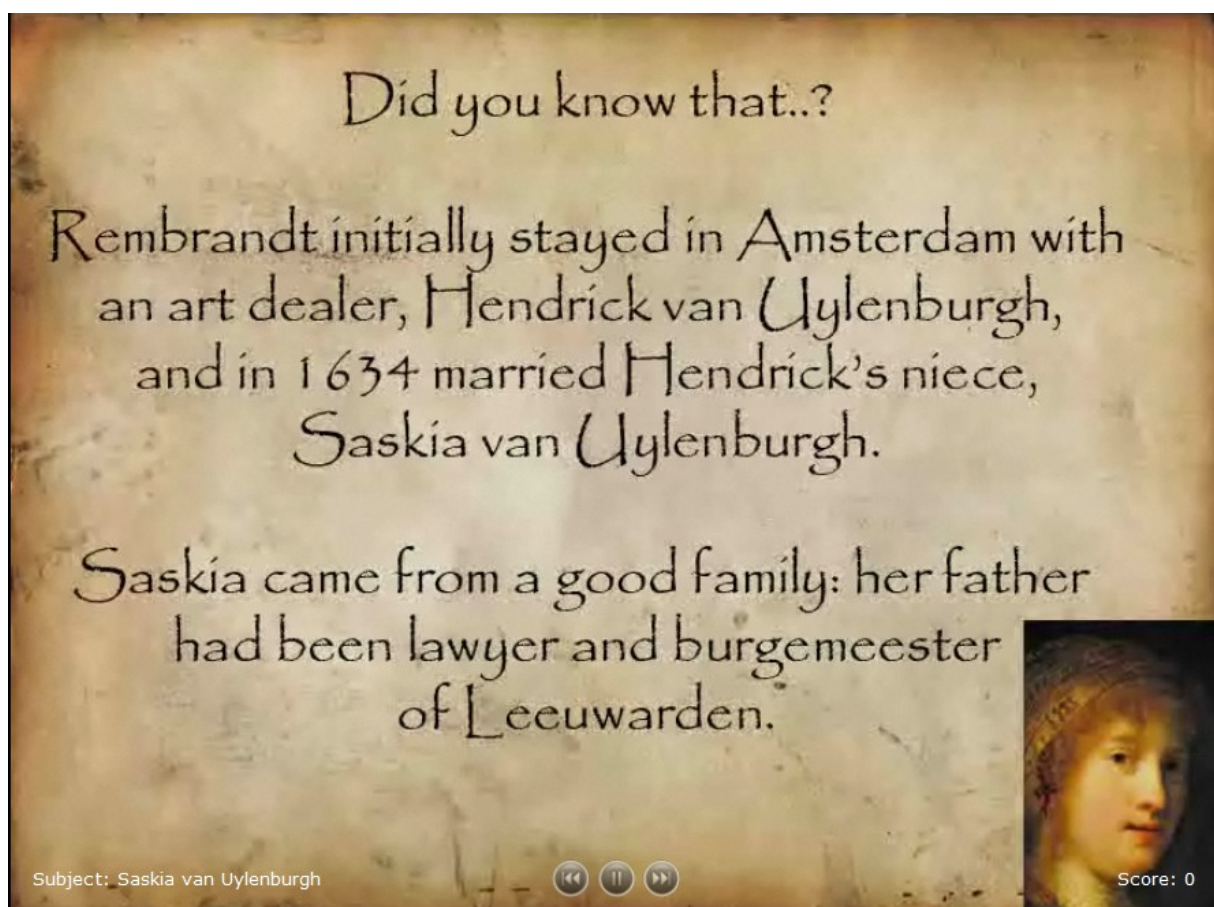 Did you know that..?
Rembrandt initially stayed in Amsterdam with
an art dealer, Hendrick van Uylenburgh,
and in 1634 married Hendrick's niece,
Saskia van Uylenburgh.
Saskia came from a good family: her father
had been lawyer and burgemeester
of Leeuwarden.
Subject: Saskia van Uylenburgh
Score: 0